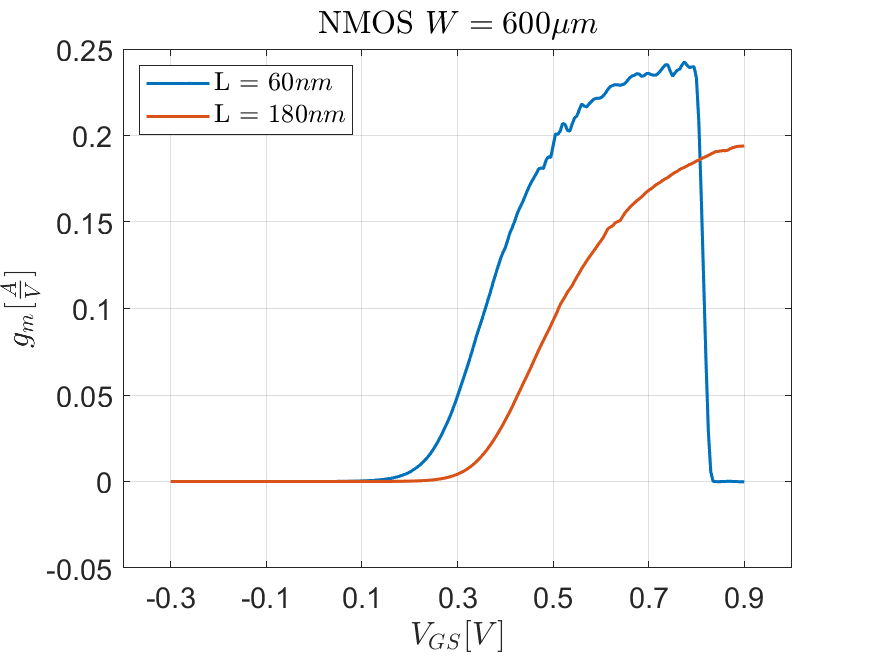 NMOS W = 600μm
L = 60nm
L = 180nm
0.25
0.2
0.15
0.1
0.05
0
-0.05
g_m[A/V]
-0.3 -0.1 0.1 0.3 0.5 0.7 0.9
V_GS[V]